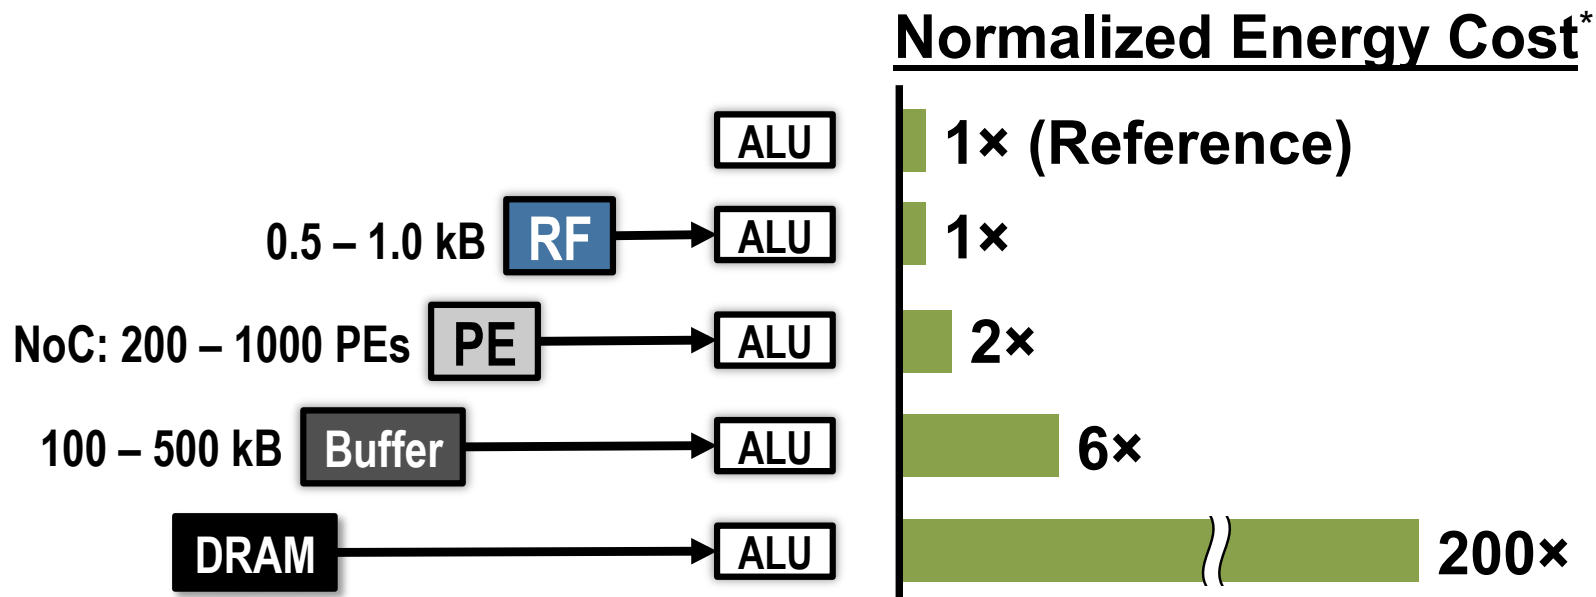 Normalized Energy Cost*
ALU 1× (Reference)
0.5 – 1.0 kB RF ALU 1×
NoC: 200 – 1000 PEs PE ALU 2×
100 – 500 kB Buffer ALU 6×
DRAM ALU 200×